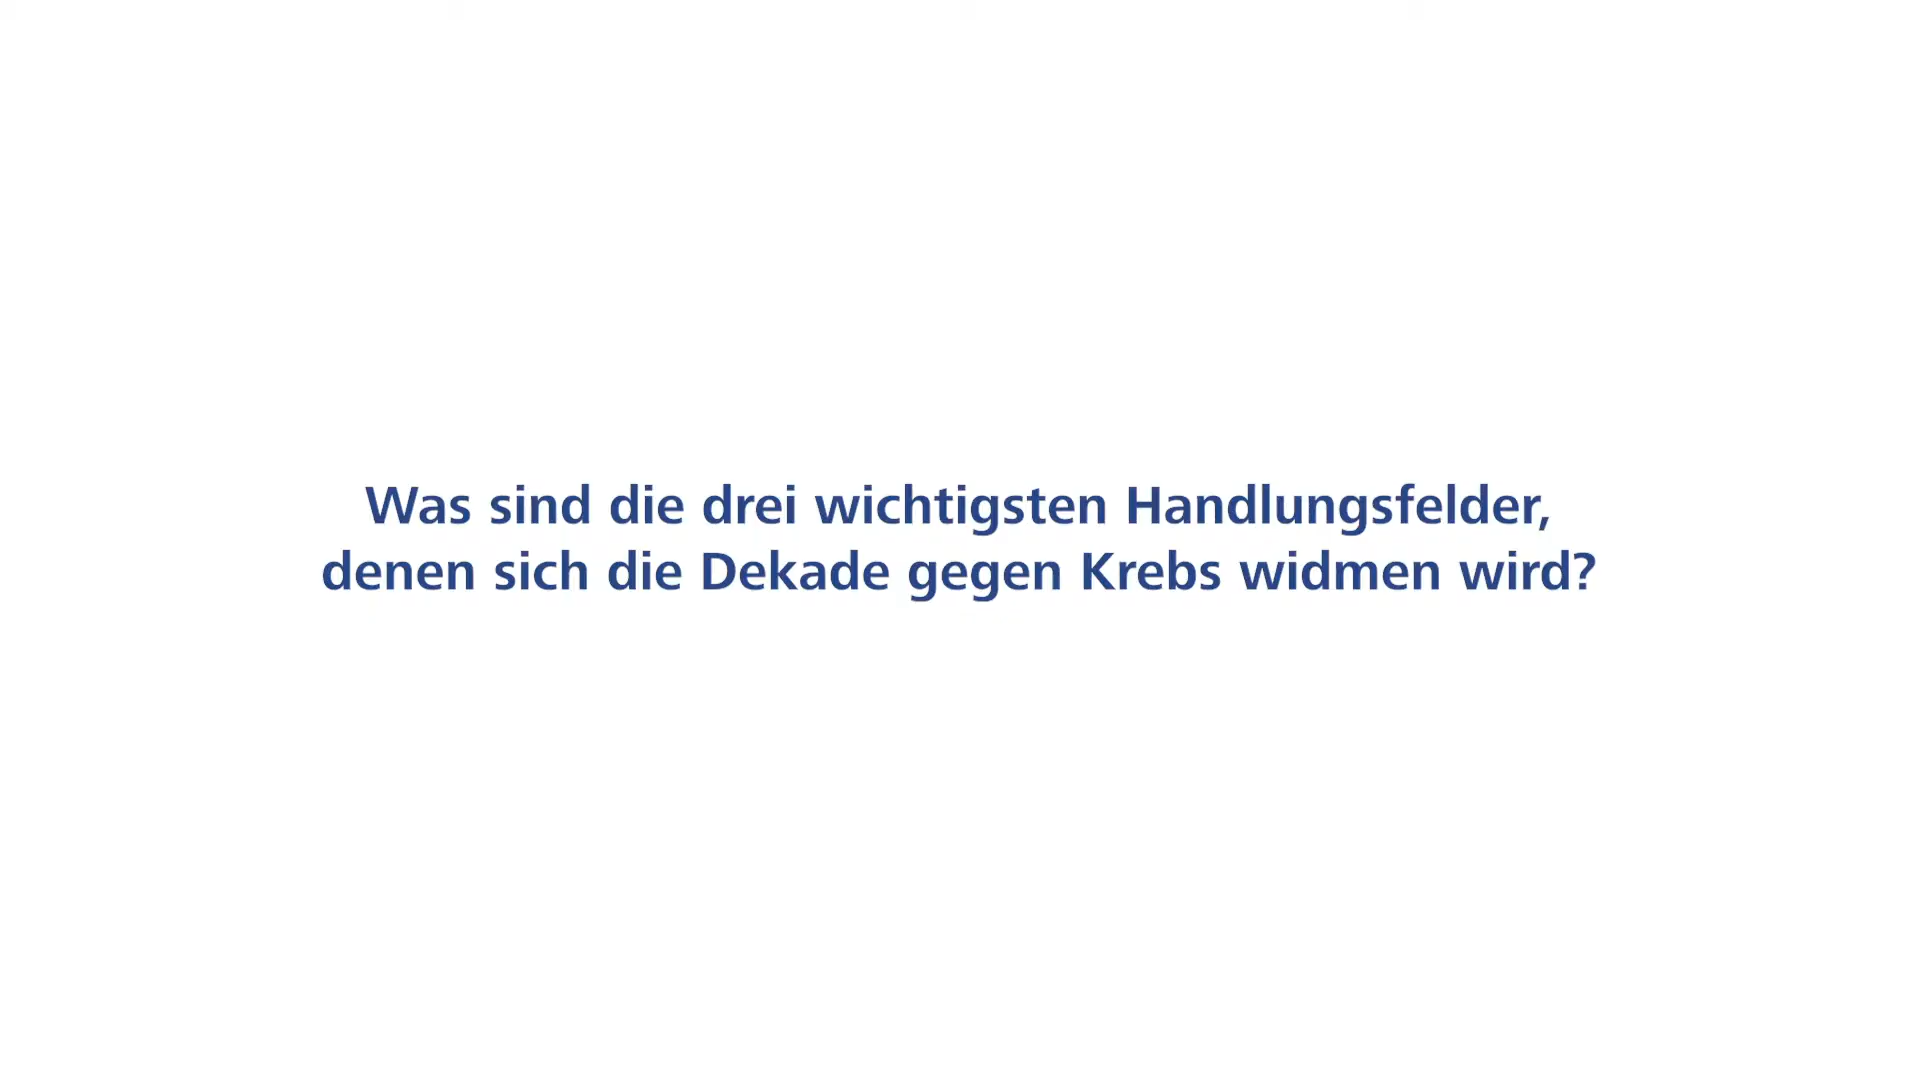 Was sind die drei wichtigsten Handlungsfelder,
denen sich die Dekade gegen Krebs widmen wird?